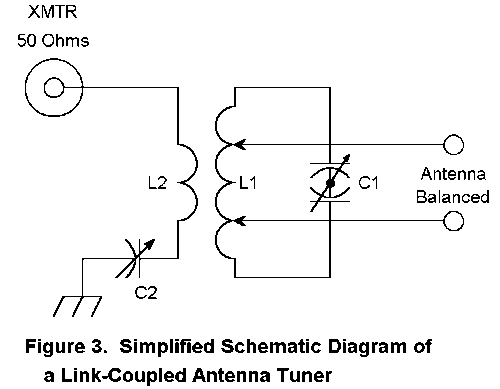 XMTR
50 Ohms
L2
L1
C1
Antenna
Balanced
C2
Figure 3. Simplified Schematic Diagram of
a Link-Coupled Antenna Tuner